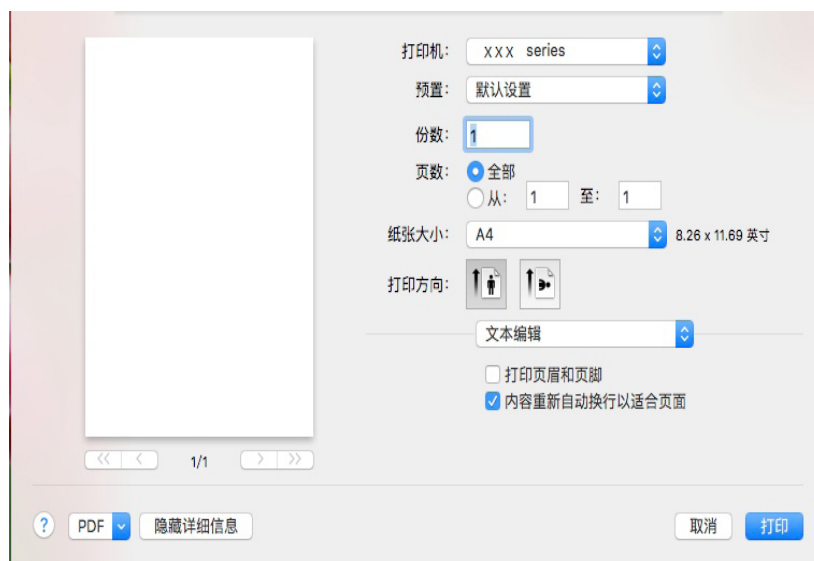 打印机： xxx series
预置： 默认设置
份数： 1
页数： 全部
从： 1 至： 1
纸张大小： A4 8.26 x 11.69 英寸
打印方向：
文本编辑
打印页眉和页脚
内容重新自动换行以适合页面
1/1
? PDF 隐藏详细信息 取消 打印